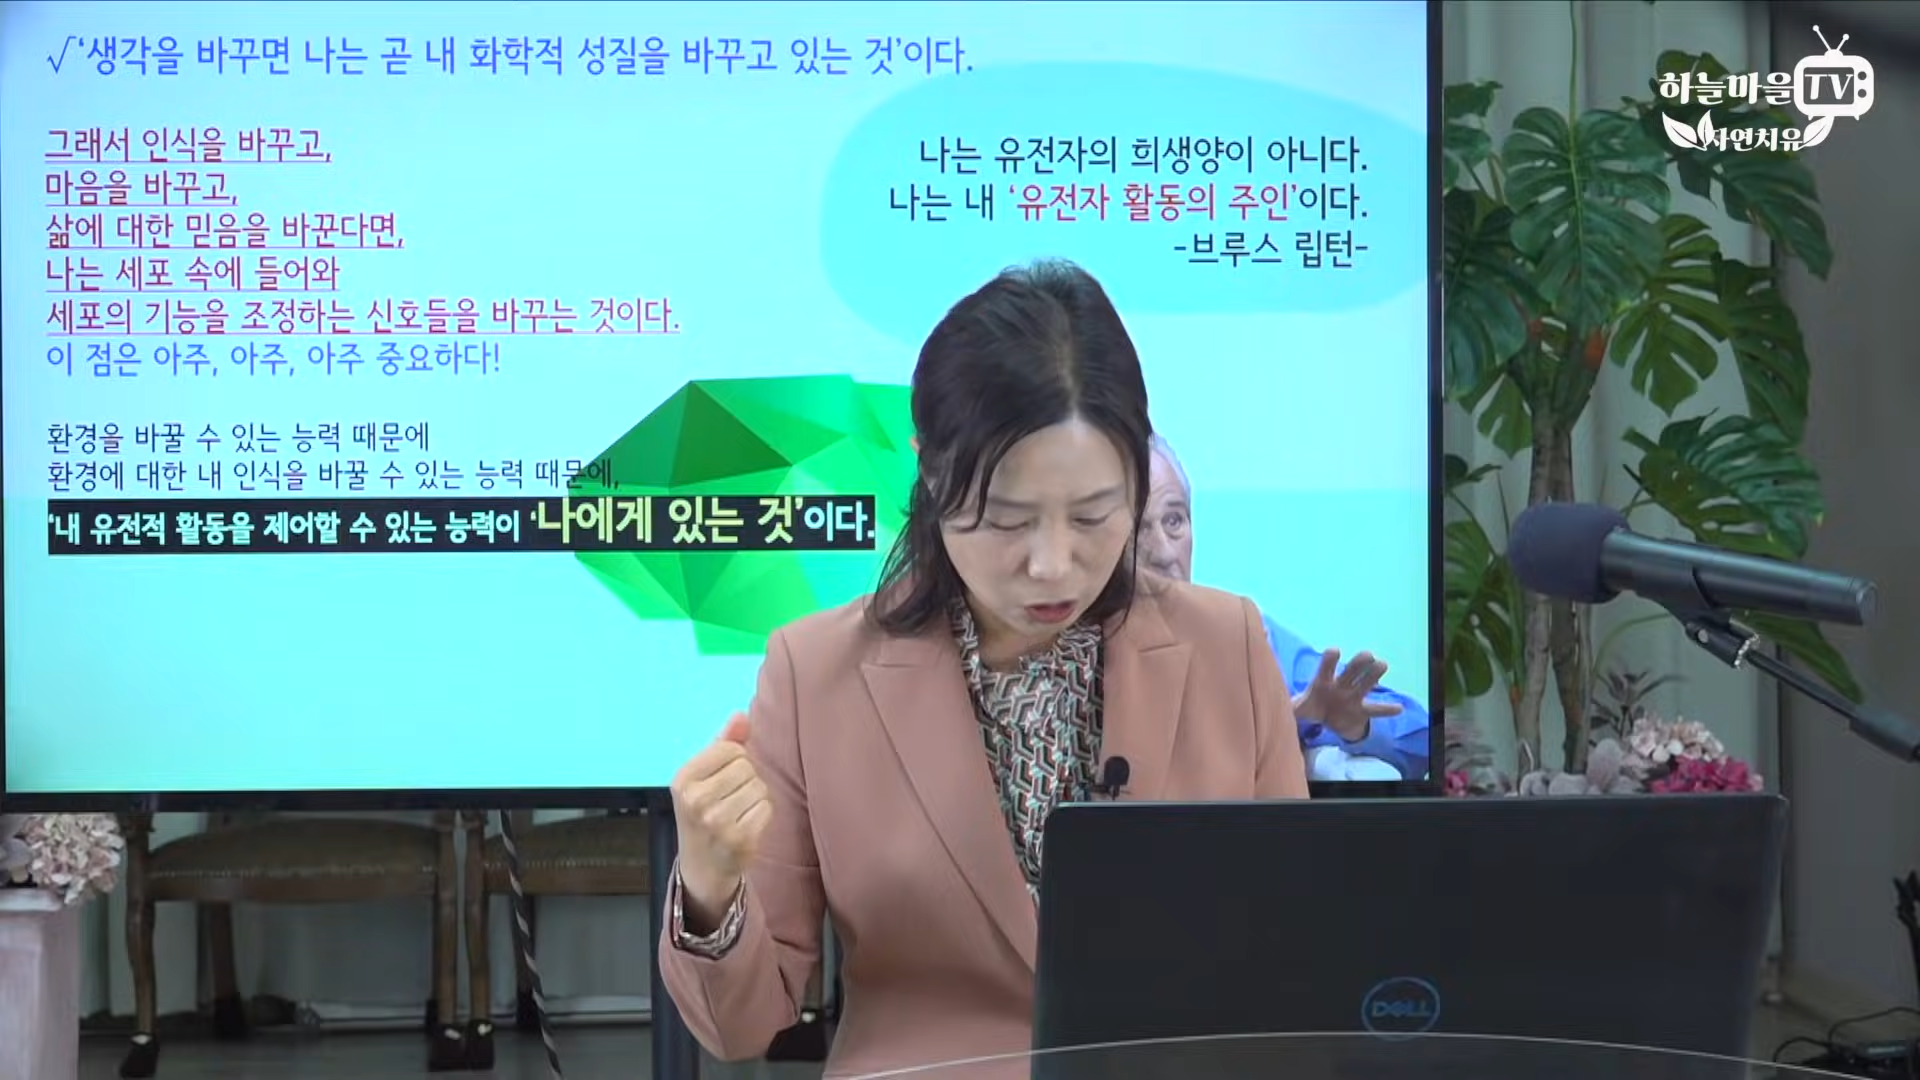 √‘생각을 바꾸면 나는 곧 내 화학적 성질을 바꾸고 있는 것’이다.
그래서 인식을 바꾸고,
마음을 바꾸고,
삶에 대한 믿음을 바꾼다면,
나는 세포 속에 들어와
세포의 기능을 조정하는 신호들을 바꾸는 것이다.
이 점은 아주, 아주, 아주 중요하다!
환경을 바꿀 수 있는 능력 때문에
환경에 대한 내 인식을 바꿀 수 있는 능력 때문에,
‘내 유전적 활동을 제어할 수 있는 능력이 ‘나에게 있는 것’이다.
나는 유전자의 희생양이 아니다.
나는 내 ‘유전자 활동의 주인’이다.
-브루스 립턴-
하늘마을TV
자연치유
DELL